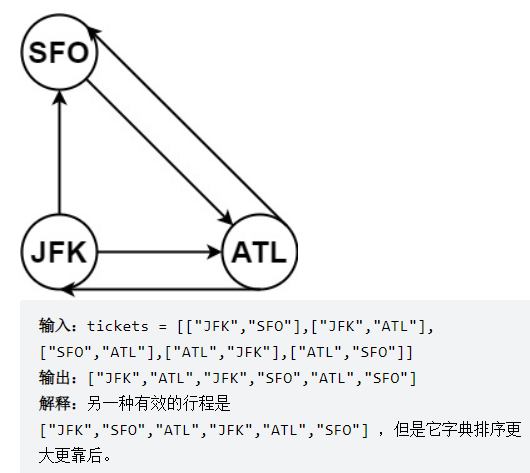 SFO
JFK
ATL
输入：tickets = [["JFK","SFO"],["JFK","ATL"],
["SFO","ATL"],["ATL","JFK"],["ATL","SFO"]]
输出：["JFK","ATL","JFK","SFO","ATL","SFO"]
解释：另一种有效的行程是
["JFK","SFO","ATL","JFK","ATL","SFO"] ，但是它字典排序更
大更靠后。